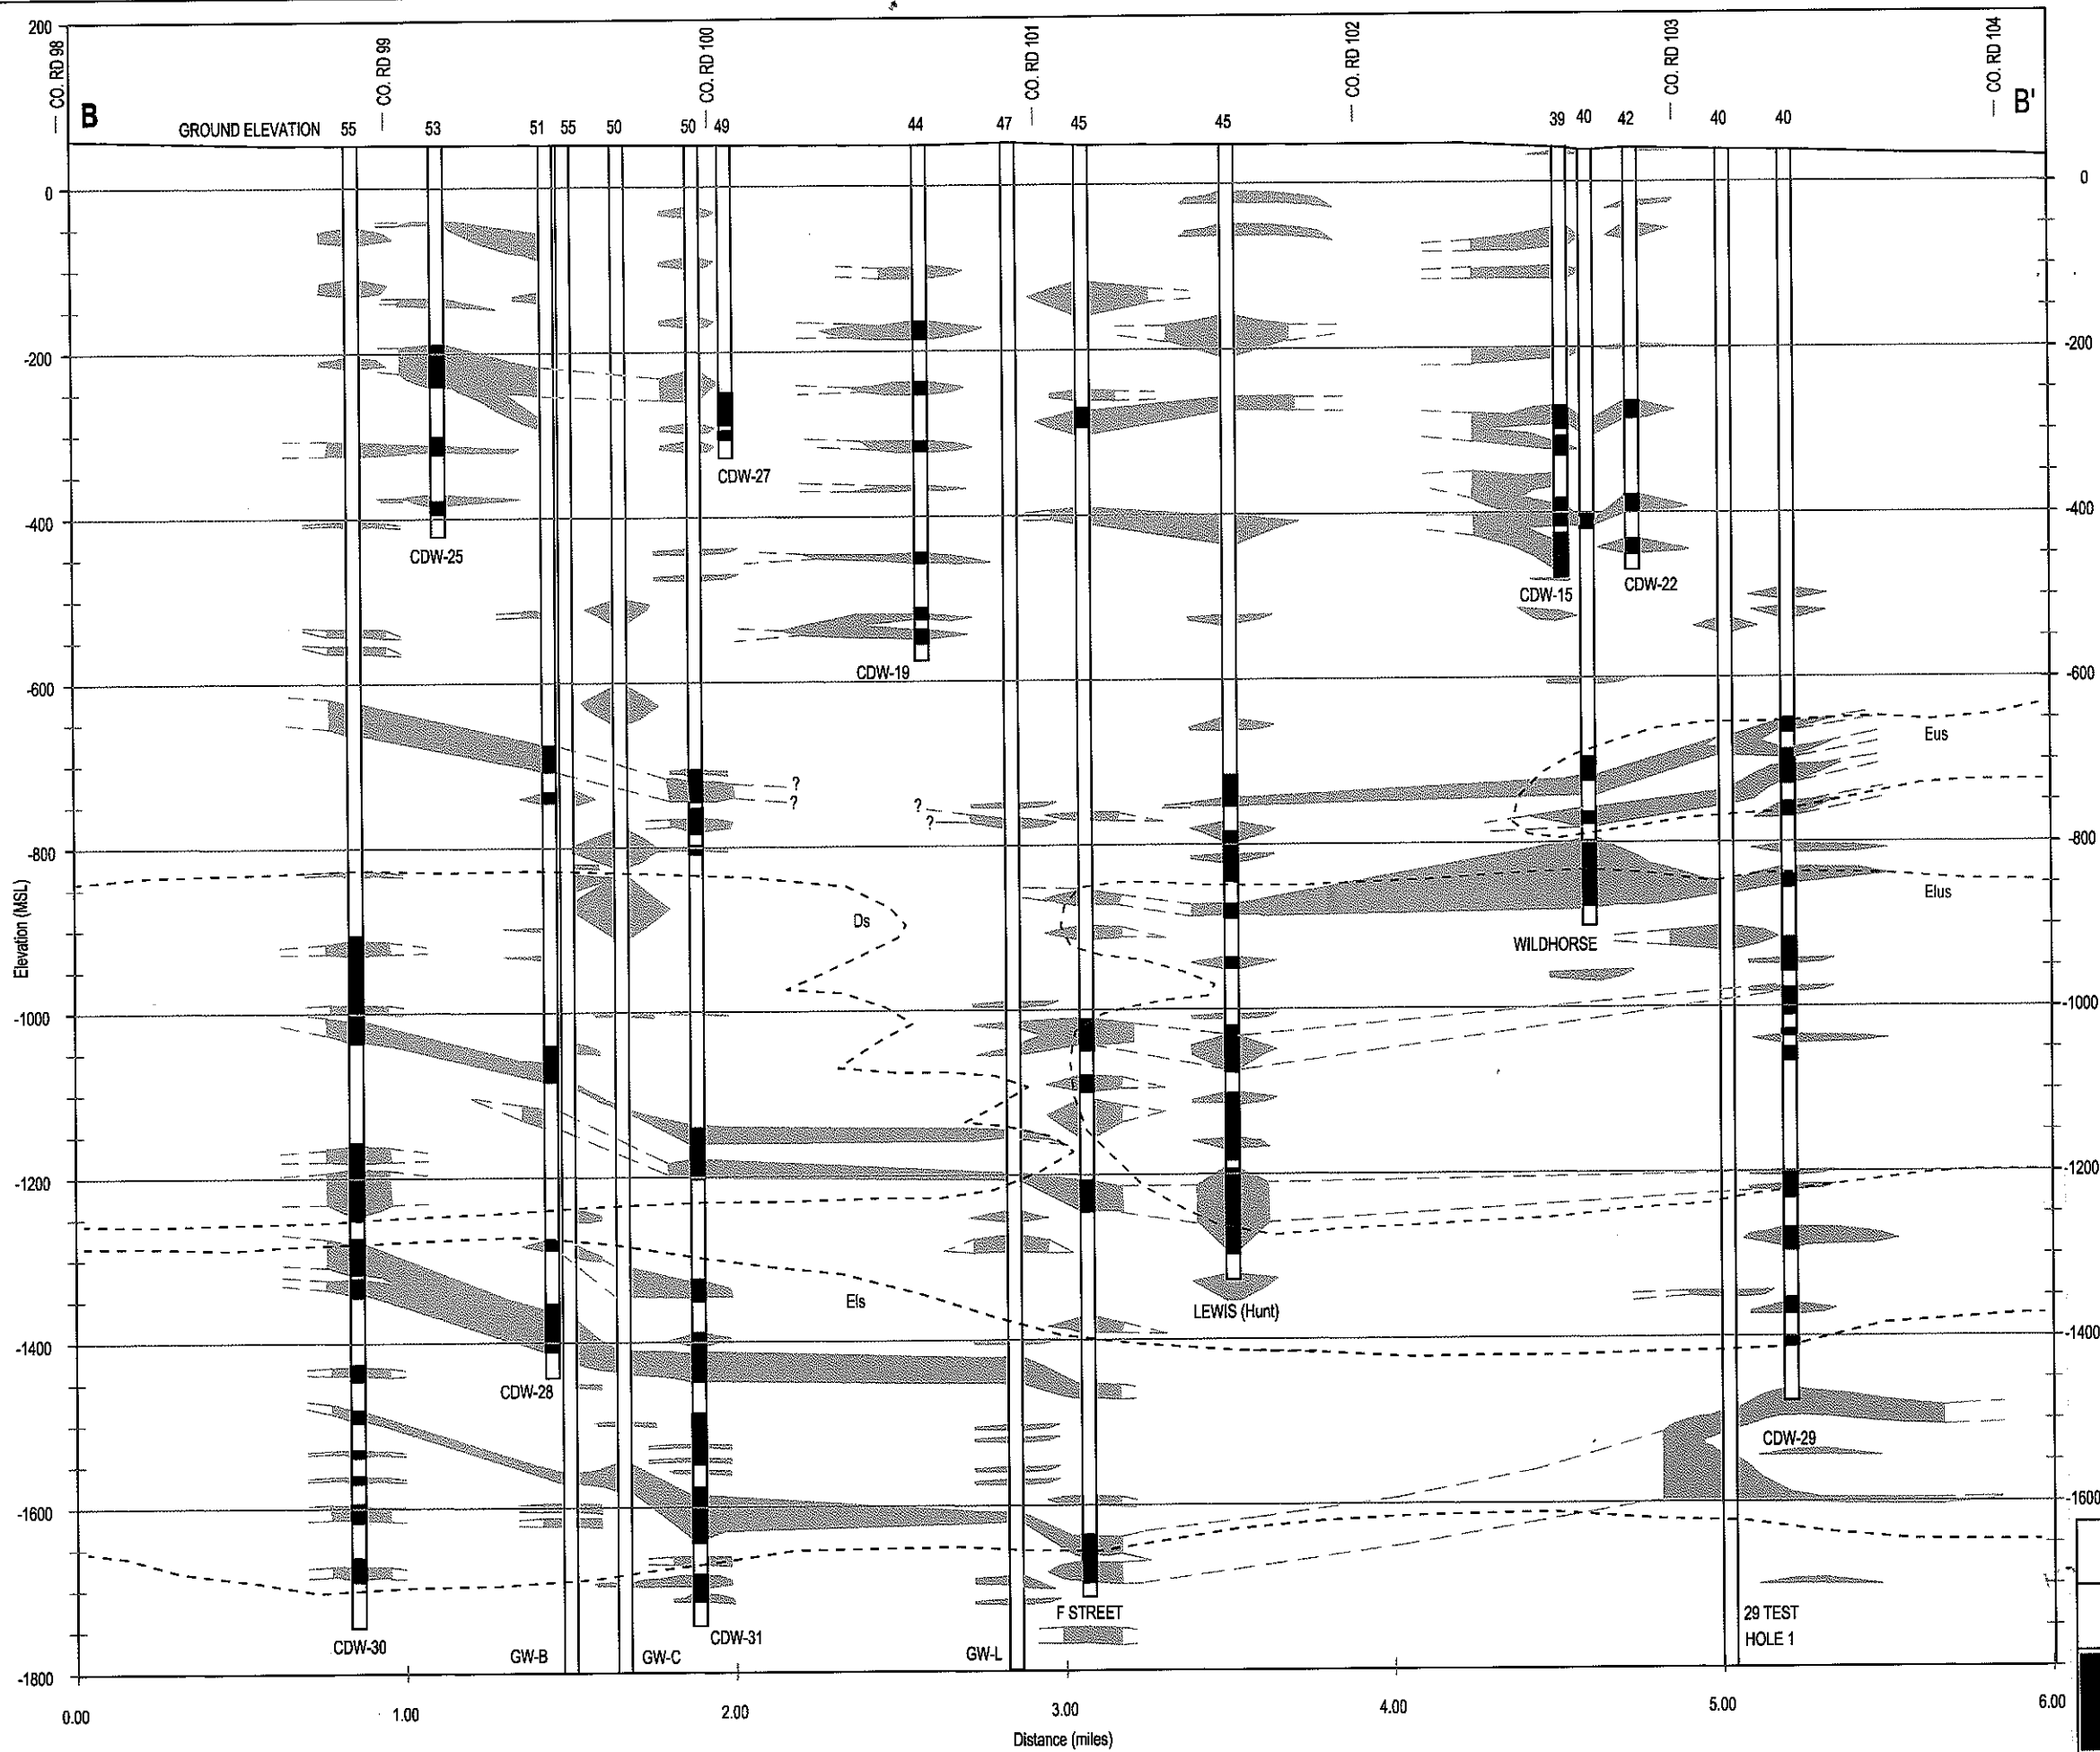 200
CO. RD 98
CO. RD 99
CO. RD 100
CO. RD 101
CO. RD 102
CO. RD 103
CO. RD 104
B
B'
GROUND ELEVATION 55 53 51 55 50 50 49 44 47 45 45 39 40 42 40 40
0
0
-200
-200
CDW-27
-400
-400
CDW-25
CDW-15
CDW-22
-600
-600
CDW-19
Eus
?
?
?
?
-800
-800
Elevation (MSL)
Ds
Elus
WILDHORSE
-1000
-1000
-1200
-1200
Els
LEWIS (Hunt)
-1400
-1400
CDW-28
CDW-29
-1600
-1600
F STREET
29 TEST
HOLE 1
CDW-30
GW-B
GW-C
CDW-31
GW-L
-1800
0.00 1.00 2.00 3.00 4.00 5.00 6.00
Distance (miles)